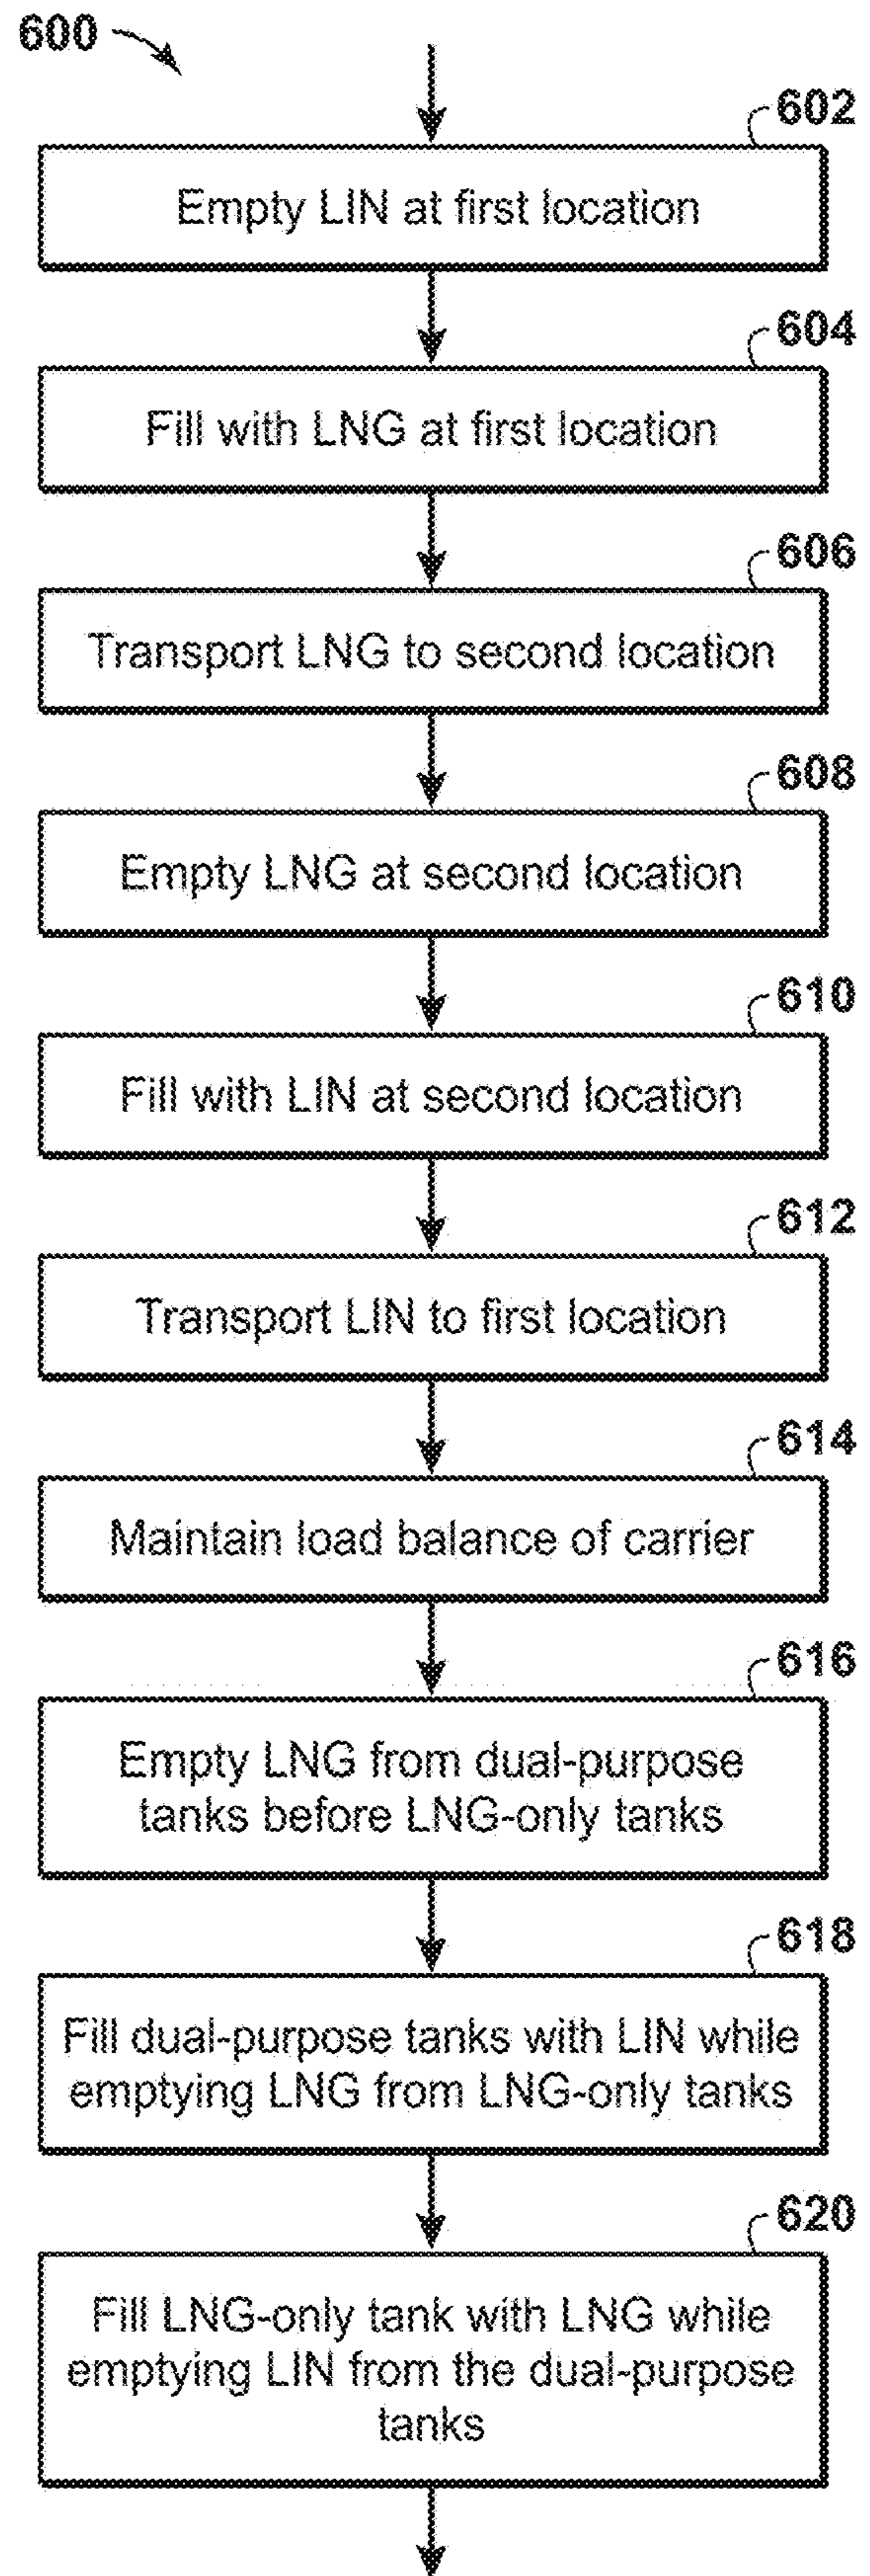 600
602
Empty LIN at first location
604
Fill with LNG at first location
606
Transport LNG to second location
608
Empty LNG at second location
610
Fill with LIN at second location
612
Transport LIN to first location
614
Maintain load balance of carrier
616
Empty LNG from dual-purpose
tanks before LNG-only tanks
618
Fill dual-purpose tanks with LIN while
emptying LNG from LNG-only tanks
620
Fill LNG-only tank with LNG while
emptying LIN from the dual-purpose
tanks